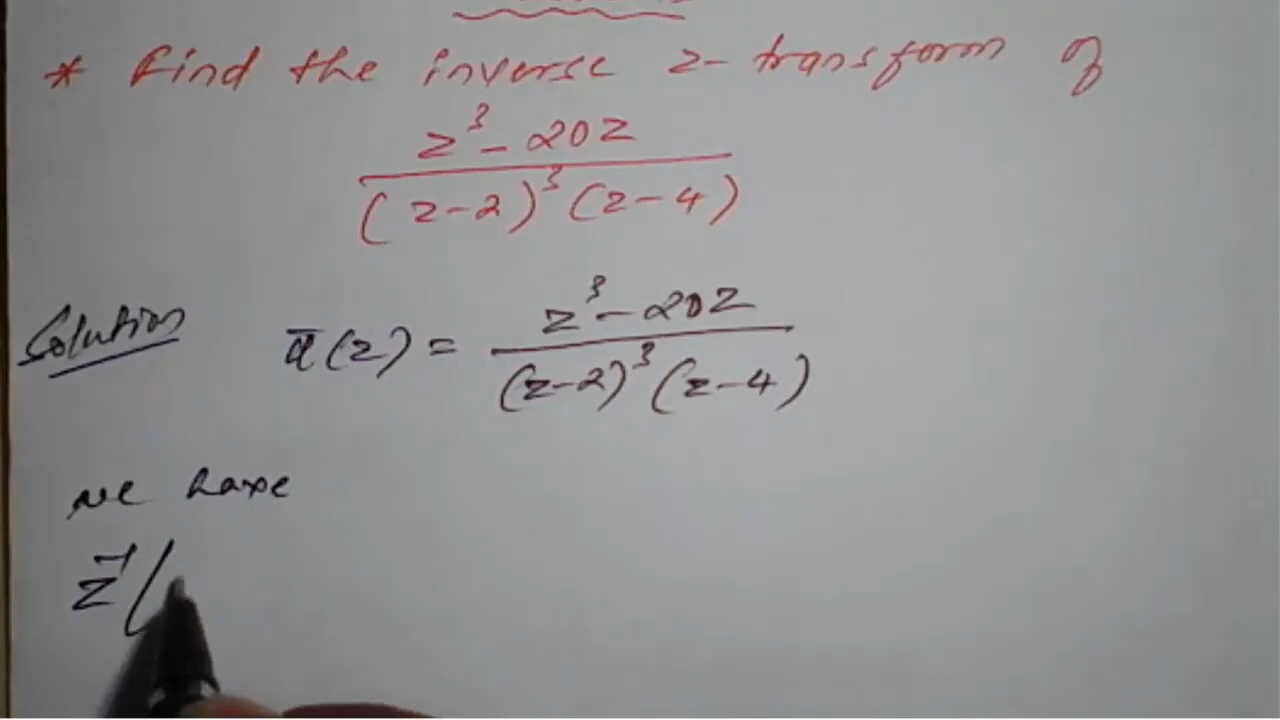 * Find the inverse z-transform of
z³ - 20z
(z-2)³ (z-4)
Solution ū(z) = z³ - 20z
(z-2)³ (z-4)
we have
z⁻¹ (